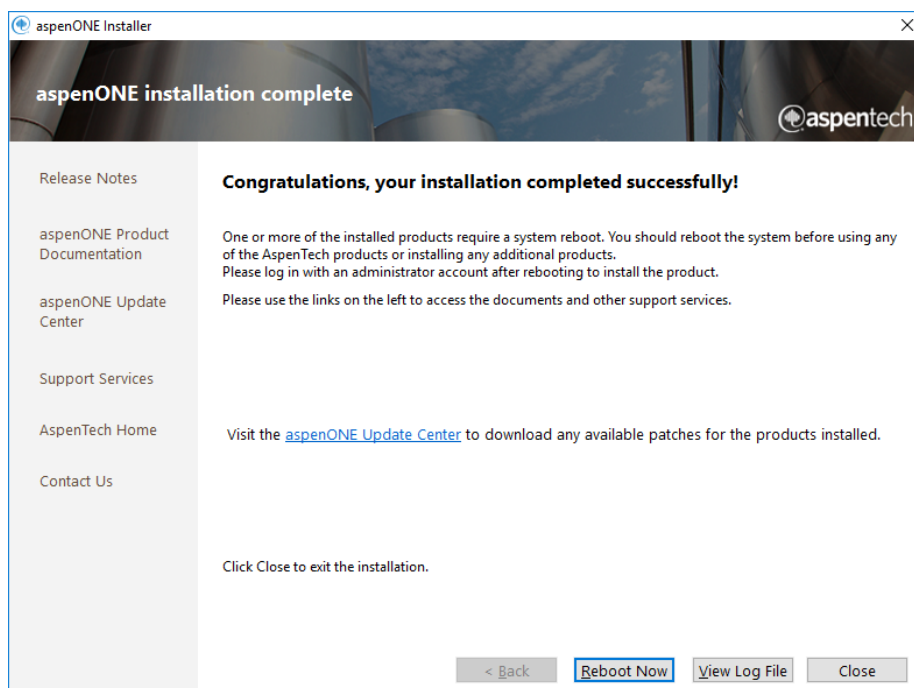 aspenONE Installer
aspenONE installation complete
aspentech
Release Notes
aspenONE Product
Documentation
aspenONE Update
Center
Support Services
AspenTech Home
Contact Us
Congratulations, your installation completed successfully!
One or more of the installed products require a system reboot. You should reboot the system before using any
of the AspenTech products or installing any additional products.
Please log in with an administrator account after rebooting to install the product.
Please use the links on the left to access the documents and other support services.
Visit the aspenONE Update Center to download any available patches for the products installed.
Click Close to exit the installation.
< Back Reboot Now View Log File Close